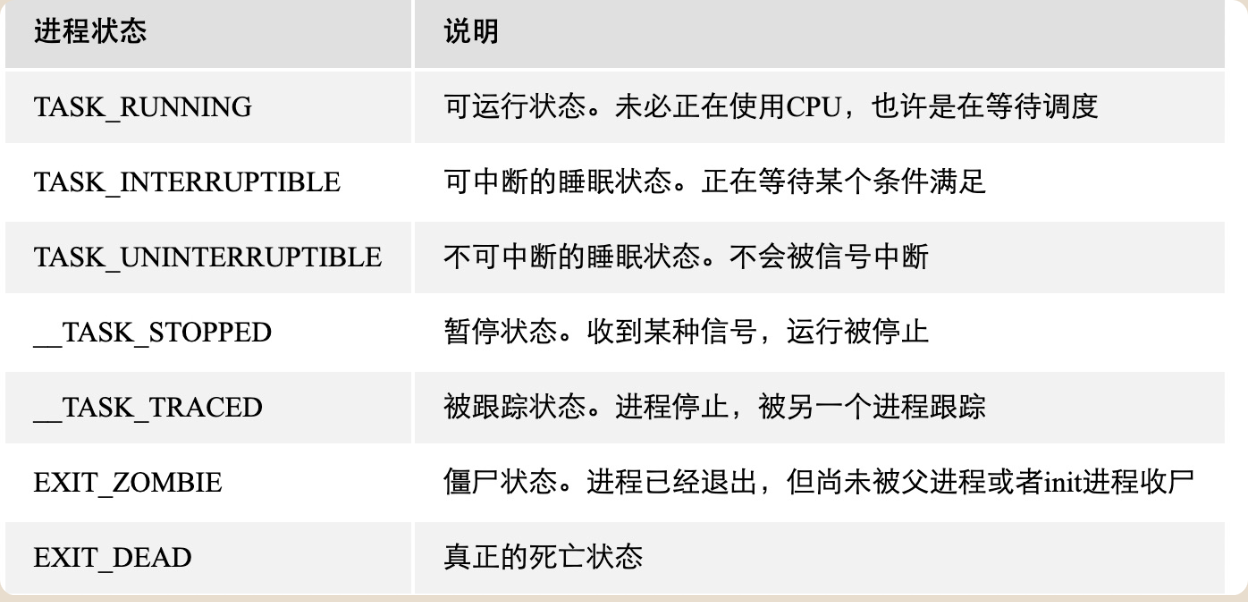 进程状态 说明
TASK_RUNNING 可运行状态。未必正在使用CPU，也许是在等待调度
TASK_INTERRUPTIBLE 可中断的睡眠状态。正在等待某个条件满足
TASK_UNINTERRUPTIBLE 不可中断的睡眠状态。不会被信号中断
__TASK_STOPPED 暂停状态。收到某种信号，运行被停止
__TASK_TRACED 被跟踪状态。进程停止，被另一个进程跟踪
EXIT_ZOMBIE 僵尸状态。进程已经退出，但尚未被父进程或者init进程收尸
EXIT_DEAD 真正的死亡状态